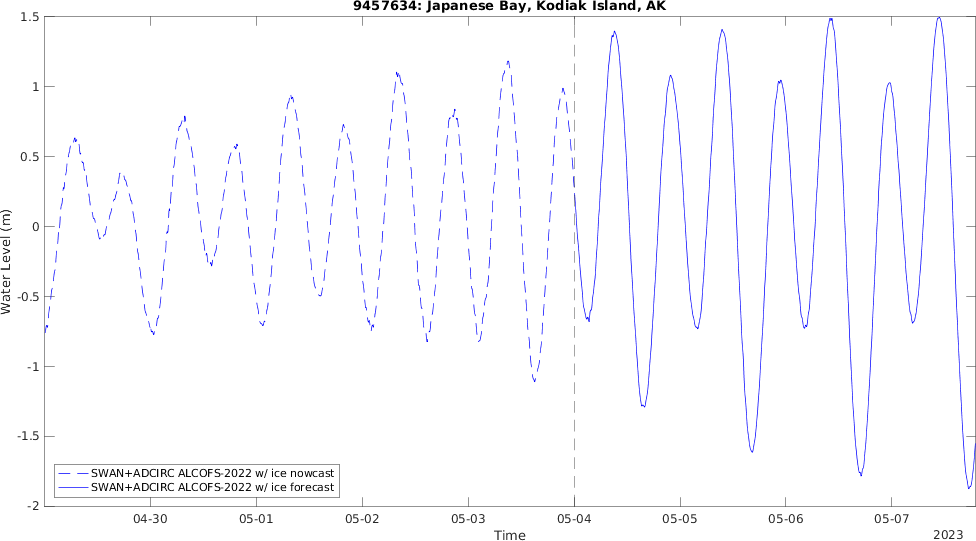 9457634: Japanese Bay, Kodiak Island, AK
1.5
1
0.5
0
-0.5
-1
-1.5
-2
Water Level (m)
SWAN+ADCIRC ALCOFS-2022 w/ ice nowcast
SWAN+ADCIRC ALCOFS-2022 w/ ice forecast
04-30 05-01 05-02 05-03 05-04 05-05 05-06 05-07
Time
2023